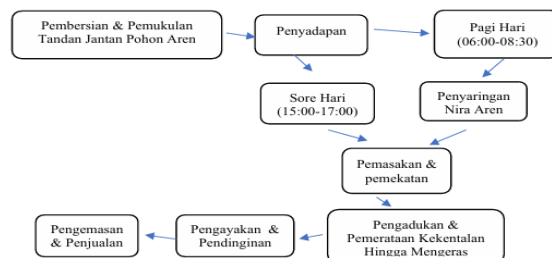 Pembersian & Pemukulan
Tandan Jantan Pohon Aren
Penyadapan
Pagi Hari
(06:00-08:30)
Sore Hari
(15:00-17:00)
Penyaringan
Nira Aren
Pemasakan &
pemekatan
Pengadukan &
Pemerataan Kekentalan
Hingga Mengeras
Pengayakan &
Pendinginan
Pengemasan
& Penjualan